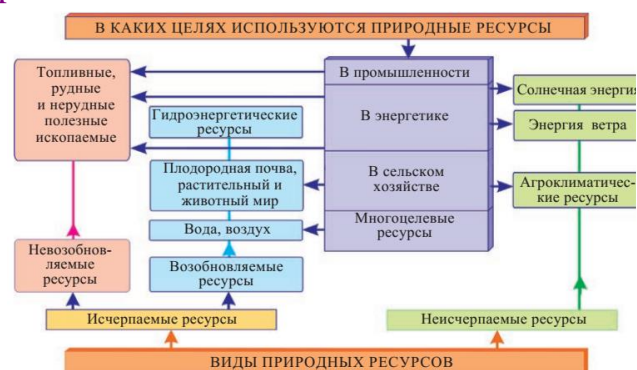 В КАКИХ ЦЕЛЯХ ИСПОЛЬЗУЮТСЯ ПРИРОДНЫЕ РЕСУРСЫ
Топливные,
рудные
и нерудные
полезные
ископаемые
Гидроэнергетические
ресурсы
Плодородная почва,
растительный и
животный мир
Вода, воздух
Невозобнов-
ляемые
ресурсы
Возобновляемые
ресурсы
В промышленности
В энергетике
В сельском
хозяйстве
Многоцелевые
ресурсы
Солнечная энергия
Энергия ветра
Агроклиматичес-
кие ресурсы
Исчерпаемые ресурсы
Неисчерпаемые ресурсы
ВИДЫ ПРИРОДНЫХ РЕСУРСОВ